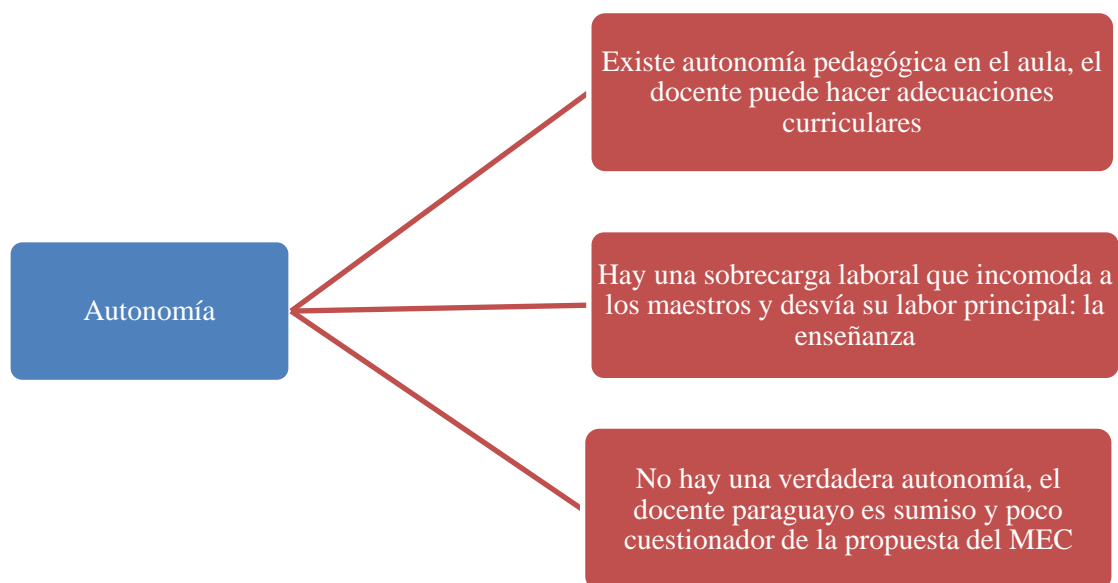 Existe autonomía pedagógica en el aula, el
docente puede hacer adecuaciones
curriculares
Autonomía
Hay una sobrecarga laboral que incomoda a
los maestros y desvía su labor principal: la
enseñanza
No hay una verdadera autonomía, el
docente paraguayo es sumiso y poco
cuestionador de la propuesta del MEC